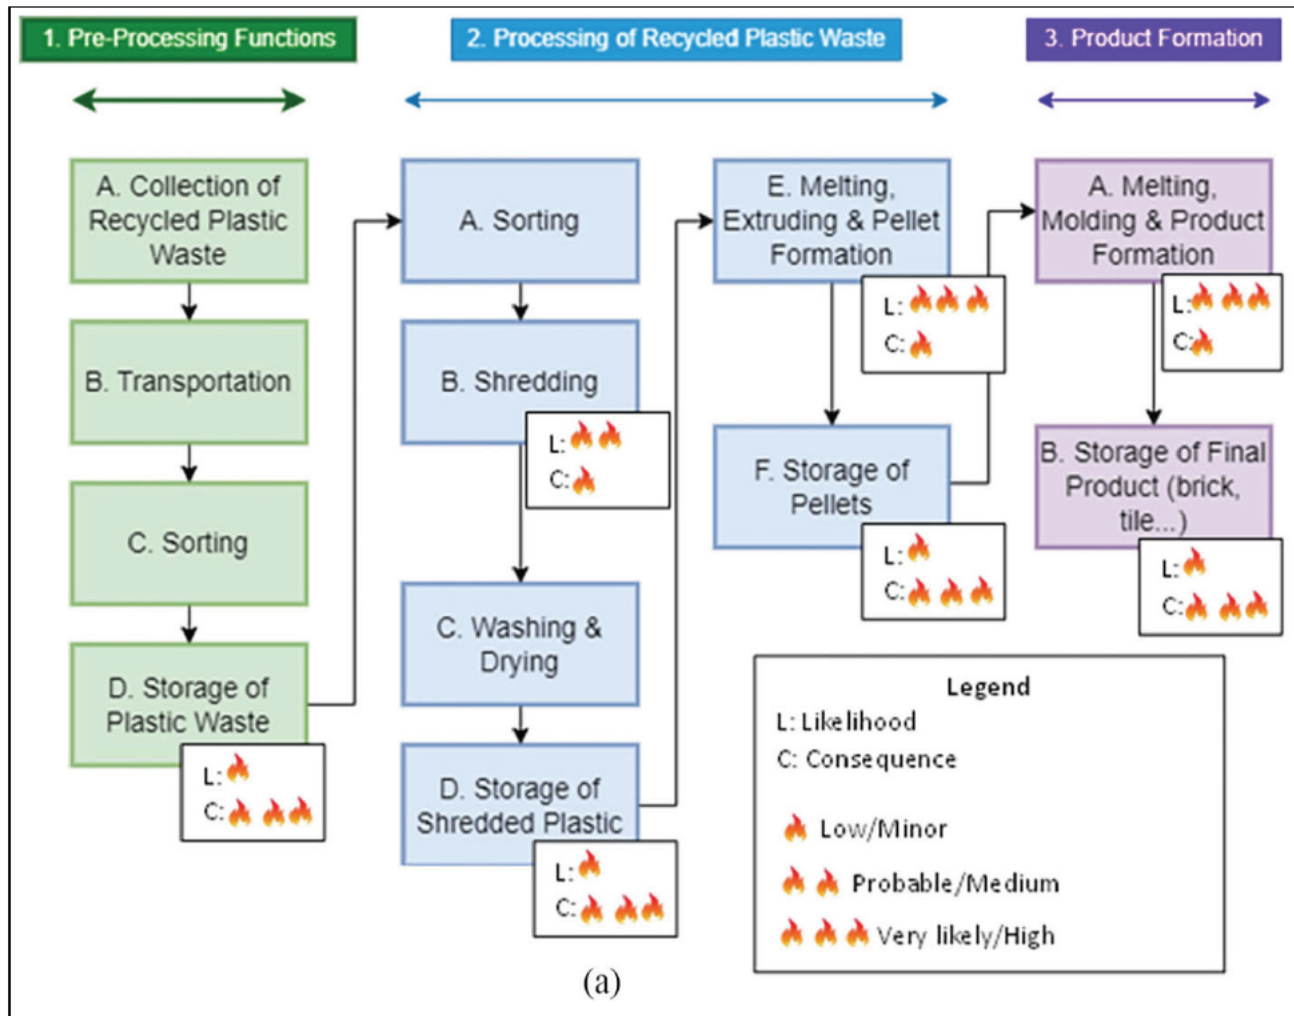 1. Pre-Processing Functions
2. Processing of Recycled Plastic Waste
3. Product Formation
A. Collection of
Recycled Plastic
Waste
B. Transportation
C. Sorting
D. Storage of
Plastic Waste
L:
C:
A. Sorting
B. Shredding
L:
C:
C. Washing &
Drying
D. Storage of
Shredded Plastic
L:
C:
E. Melting,
Extruding & Pellet
Formation
L:
C:
F. Storage of
Pellets
L:
C:
A. Melting,
Molding & Product
Formation
L:
C:
B. Storage of Final
Product (brick,
tile...)
L:
C:
Legend
L: Likelihood
C: Consequence
Low/Minor
Probable/Medium
Very likely/High
(a)